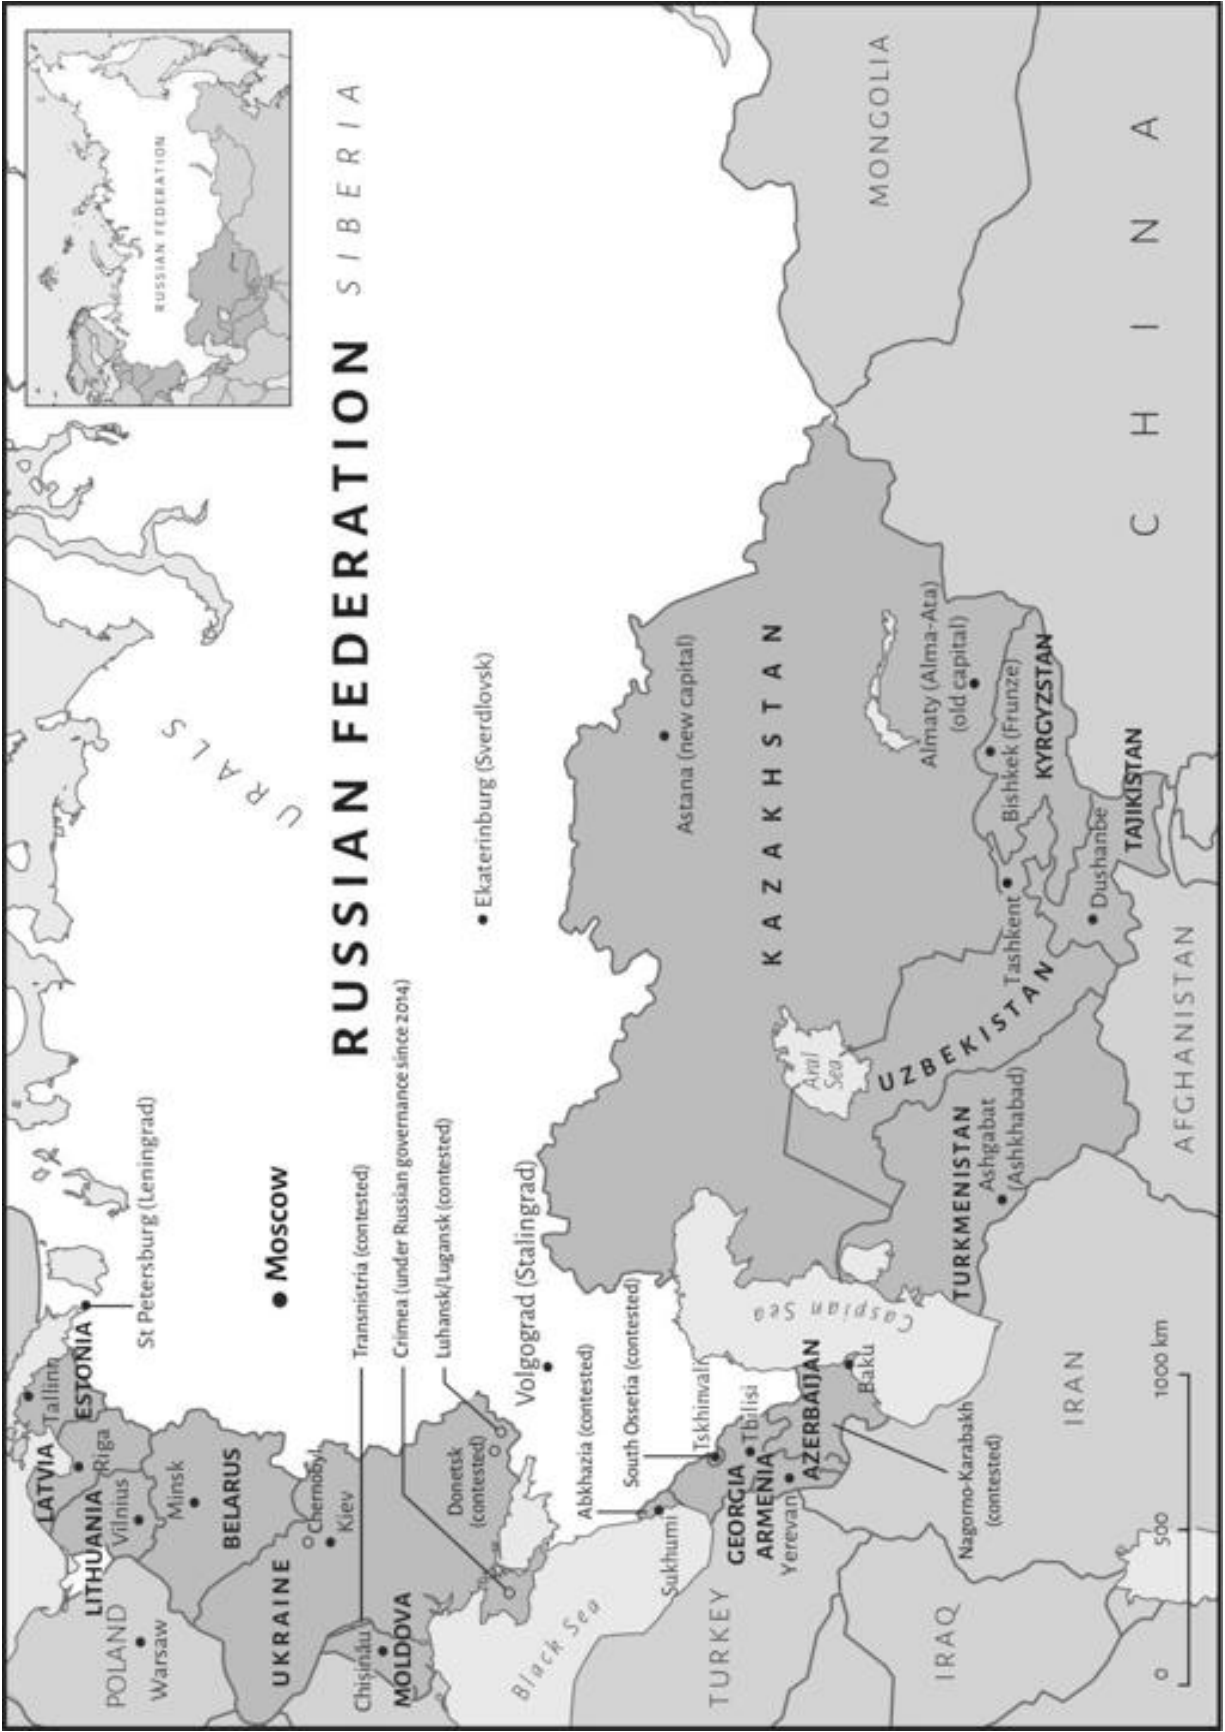 RUSSIAN FEDERATION
RUSSIAN FEDERATION
SIBERIA
URALS
Tallinn
ESTONIA
St Petersburg (Leningrad)
LATVIA
Riga
LITHUANIA
Vilnius
POLAND
Warsaw
Minsk
BELARUS
Moscow
Chernobyl
Kiev
UKRAINE
Chișinău
MOLDOVA
Transnistria (contested)
Crimea (under Russian governance since 2014)
Luhansk/Lugansk (contested)
Donetsk
(contested)
Volgograd (Stalingrad)
Ekaterinburg (Sverdlovsk)
Black Sea
Abkhazia (contested)
South Ossetia (contested)
Sukhumi
Tskhinvali
Tbilisi
GEORGIA
ARMENIA
Yerevan
AZERBAIJAN
Baku
Nagorno-Karabakh
(contested)
Caspian Sea
TURKEY
IRAQ
IRAN
Astana (new capital)
KAZAKHSTAN
Aral
Sea
Almaty (Alma-Ata)
(old capital)
Bishkek (Frunze)
KYRGYZSTAN
Tashkent
UZBEKISTAN
TURKMENISTAN
Ashgabat
(Ashkhabad)
Dushanbe
TAJIKISTAN
AFGHANISTAN
MONGOLIA
CHINA
0 500 1000 km